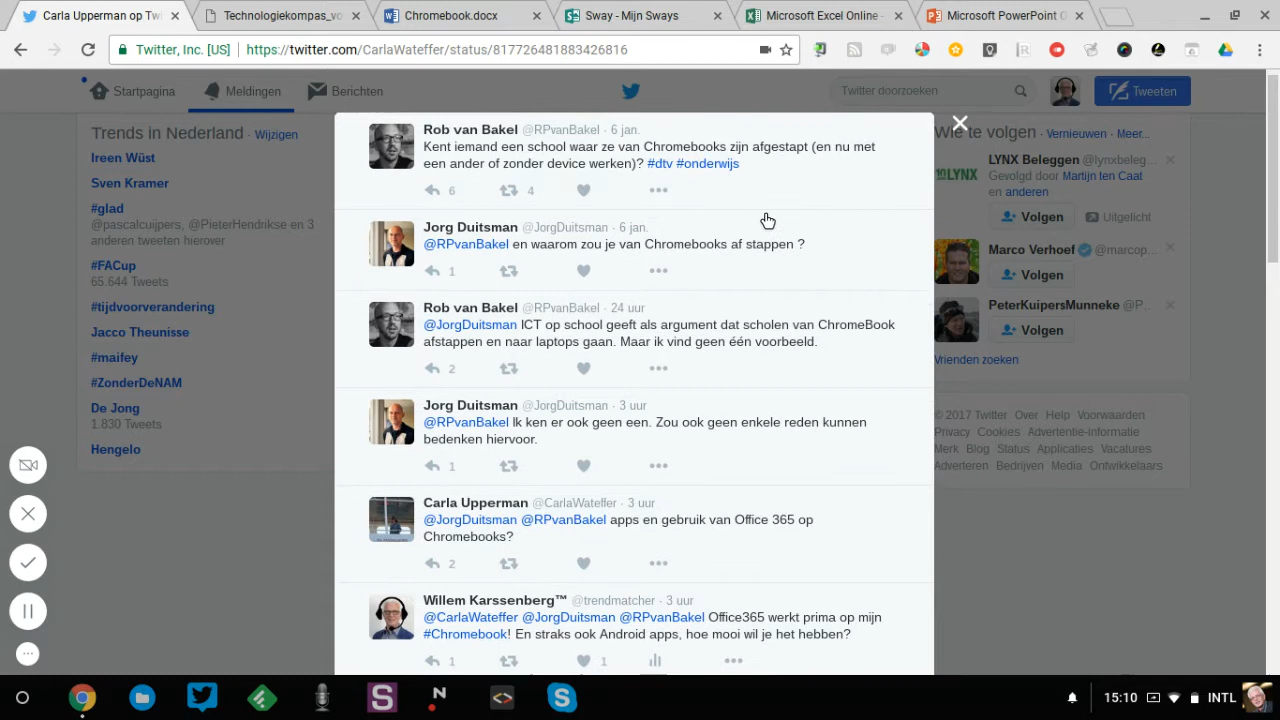 Carla Upperman op Twi
Technologiekompas_vo
Chromebook.docx
Sway - Mijn Sways
Microsoft Excel Online -
Microsoft PowerPoint O
Twitter, Inc. [US]
https://twitter.com/CarlaWateffer/status/817726481883426816
Startpagina
Meldingen
Berichten
Twitter doorzoeken
Tweeten
Trends in Nederland · Wijzigen
Ireen Wüst
Sven Kramer
#glad
@pascalcuijpers, @PieterHendrikse en 3
anderen tweeten hierover
#FACup
65.644 Tweets
#tijdvoorverandering
Jacco Theunisse
#maifey
#ZonderDeNAM
De Jong
1.830 Tweets
Hengelo
Rob van Bakel @RPvanBakel · 6 jan.
Kent iemand een school waar ze van Chromebooks zijn afgestapt (en nu met
een ander of zonder device werken)? #dtv #onderwijs
6 4
Jorg Duitsman @JorgDuitsman · 6 jan.
@RPvanBakel en waarom zou je van Chromebooks af stappen ?
1
Rob van Bakel @RPvanBakel · 24 uur
@JorgDuitsman ICT op school geeft als argument dat scholen van ChromeBook
afstappen en naar laptops gaan. Maar ik vind geen één voorbeeld.
2
Jorg Duitsman @JorgDuitsman · 3 uur
@RPvanBakel Ik ken er ook geen een. Zou ook geen enkele reden kunnen
bedenken hiervoor.
1
Carla Upperman @CarlaWateffer · 3 uur
@JorgDuitsman @RPvanBakel apps en gebruik van Office 365 op
Chromebooks?
2
Willem Karssenberg™ @trendmatcher · 3 uur
@CarlaWateffer @JorgDuitsman @RPvanBakel Office365 werkt prima op mijn
#Chromebook! En straks ook Android apps, hoe mooi wil je het hebben?
1 1
Wie te volgen · Vernieuwen · Meer...
LYNX Beleggen @lynxbeleg...
Gevolgd door Martijn ten Caat
en anderen
Volgen
Uitgelicht
Marco Verhoef @marcop...
Volgen
PeterKuipersMunneke @P...
Volgen
Vrienden zoeken
© 2017 Twitter Over Help Voorwaarden
Privacy Cookies Advertentie-informatie
Merk Blog Status Applicaties Vacatures
Adverteren Bedrijven Media Ontwikkelaars
15:10
INTL